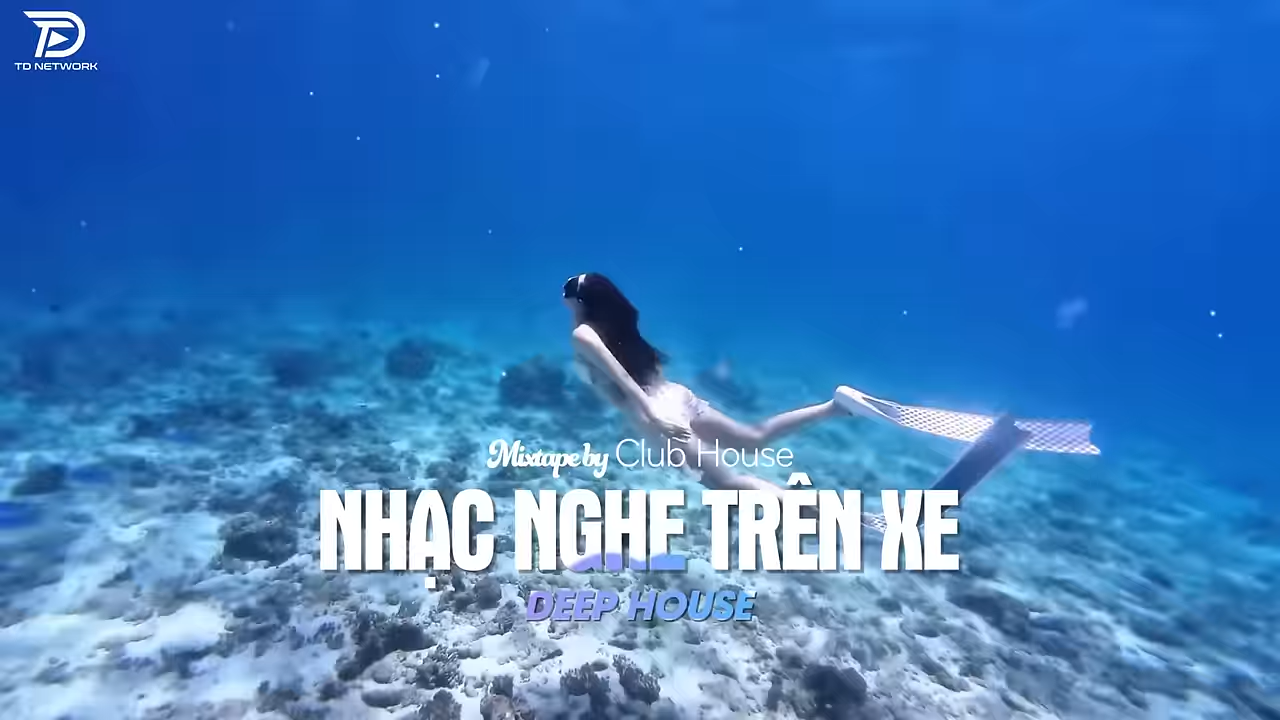 TD NETWORK
Mixtape by Club House
NHẠC NGHE TRÊN XE
DEEP HOUSE